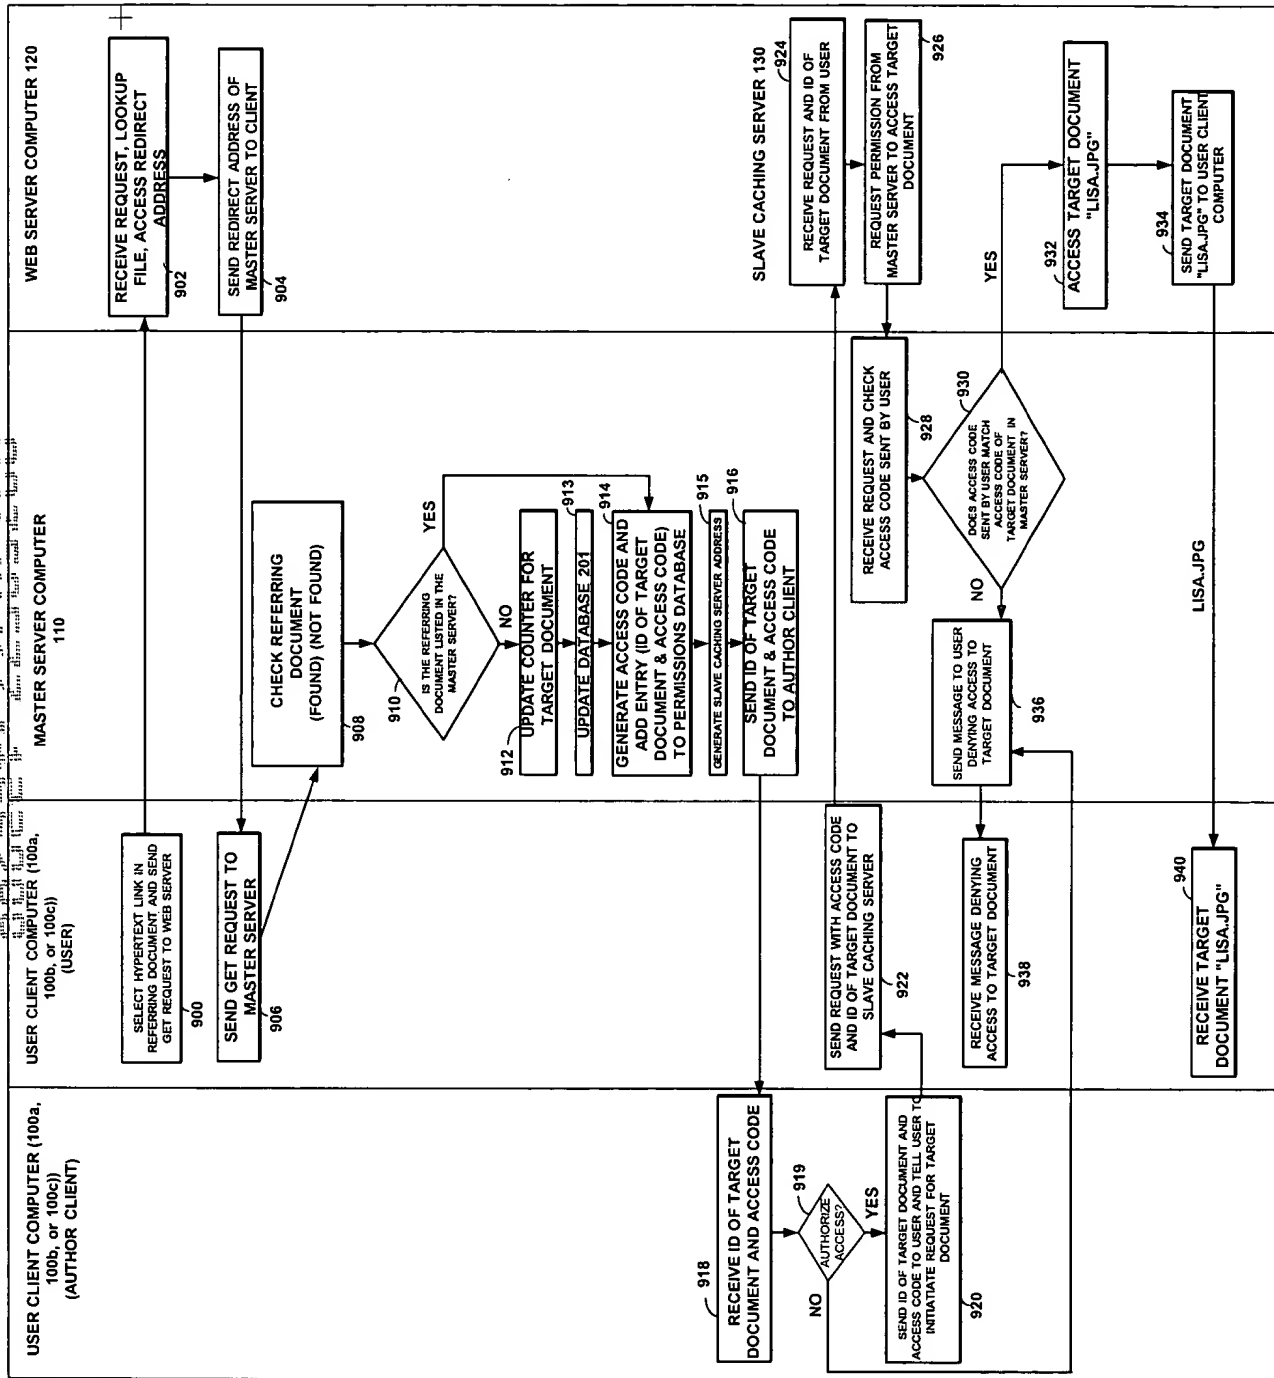 USER CLIENT COMPUTER (100a,
100b, or 100c))
(AUTHOR CLIENT)
USER CLIENT COMPUTER (100a,
100b, or 100c))
(USER)
MASTER SERVER COMPUTER
110
WEB SERVER COMPUTER 120
SELECT HYPERTEXT LINK IN
REFERRING DOCUMENT AND SEND
GET REQUEST TO WEB SERVER
900
RECEIVE REQUEST, LOOKUP
FILE, ACCESS REDIRECT
ADDRESS
902
SEND REDIRECT ADDRESS OF
MASTER SERVER TO CLIENT
904
SEND GET REQUEST TO
MASTER SERVER
906
CHECK REFERRING
DOCUMENT
(FOUND) (NOT FOUND)
908
910
IS THE REFERRING
DOCUMENT LISTED IN THE
MASTER SERVER?
YES
NO
912
UPDATE COUNTER FOR
TARGET DOCUMENT
913
UPDATE DATABASE 201
914
GENERATE ACCESS CODE AND
ADD ENTRY (ID OF TARGET
DOCUMENT & ACCESS CODE)
TO PERMISSIONS DATABASE
915
GENERATE SLAVE CACHING SERVER ADDRESS
916
SEND ID OF TARGET
DOCUMENT & ACCESS CODE
TO AUTHOR CLIENT
918
RECEIVE ID OF TARGET
DOCUMENT AND ACCESS CODE
919
AUTHORIZE
ACCESS?
NO
YES
SEND ID OF TARGET DOCUMENT AND
ACCESS CODE TO USER AND TELL USER TO
INITIATIATE REQUEST FOR TARGET
DOCUMENT
920
SEND REQUEST WITH ACCESS CODE
AND ID OF TARGET DOCUMENT TO
SLAVE CACHING SERVER
922
SLAVE CACHING SERVER 130
924
RECEIVE REQUEST AND ID OF
TARGET DOCUMENT FROM USER
926
REQUEST PERMISSION FROM
MASTER SERVER TO ACCESS TARGET
DOCUMENT
RECEIVE REQUEST AND CHECK
ACCESS CODE SENT BY USER
928
930
DOES ACCESS CODE
SENT BY USER MATCH
ACCESS CODE OF
TARGET DOCUMENT IN
MASTER SERVER?
NO
YES
932
ACCESS TARGET DOCUMENT
"LISA.JPG"
934
SEND TARGET DOCUMENT
"LISA.JPG" TO USER CLIENT
COMPUTER
SEND MESSAGE TO USER
DENYING ACCESS TO
TARGET DOCUMENT
936
RECEIVE MESSAGE DENYING
ACCESS TO TARGET DOCUMENT
938
LISA.JPG
940
RECEIVE TARGET
DOCUMENT "LISA.JPG"